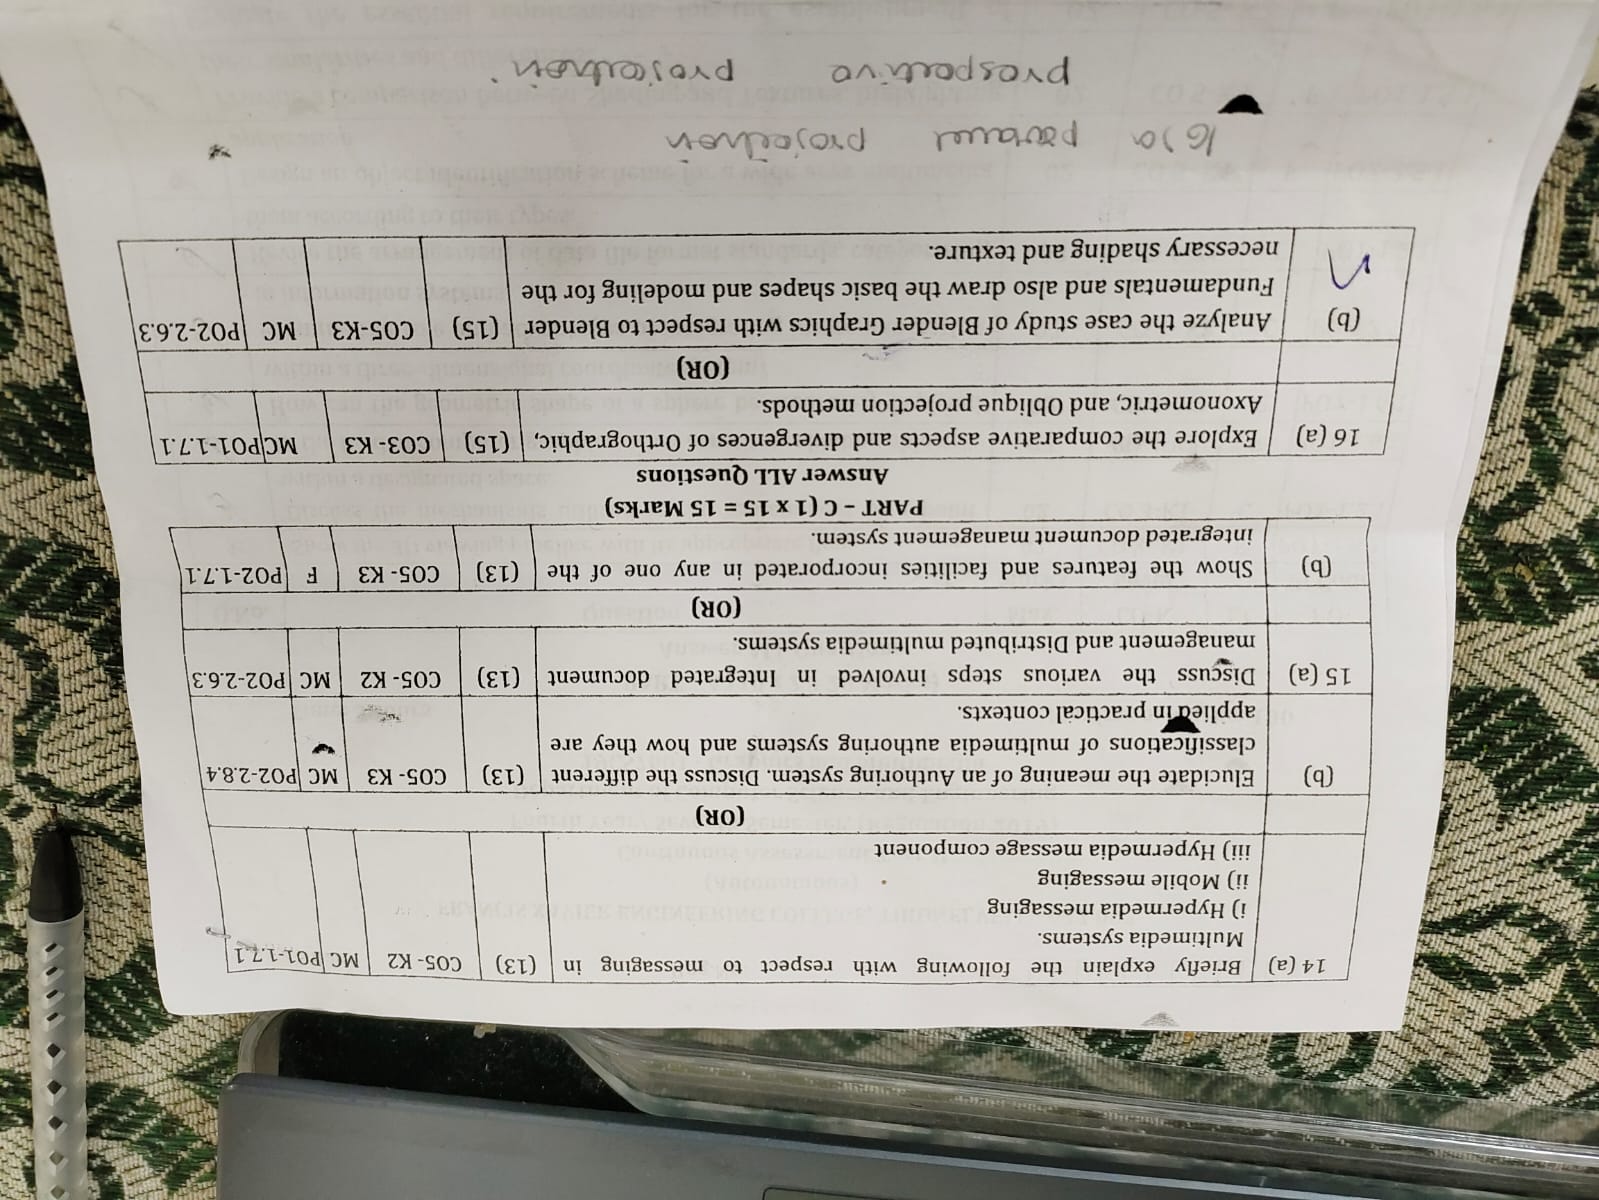 14 (a) Briefly explain the following with respect to messaging in (13) CO5- K2 MC PO1-1.7.1
Multimedia systems.
i) Hypermedia messaging
ii) Mobile messaging
iii) Hypermedia message component
(OR)
(b) Elucidate the meaning of an Authoring system. Discuss the different (13) CO5- K3 MC PO2-2.8.4
classifications of multimedia authoring systems and how they are
applied in practical contexts.
15 (a) Discuss the various steps involved in Integrated document (13) CO5- K2 MC PO2-2.6.3
management and Distributed multimedia systems.
(OR)
(b) Show the features and facilities incorporated in any one of the (13) CO5- K3 F PO2-1.7.1
integrated document management system.
PART – C (1 x 15 = 15 Marks)
Answer ALL Questions
16 (a) Explore the comparative aspects and divergences of Orthographic, (15) CO3- K3 MC PO1-1.7.1
Axonometric, and Oblique projection methods.
(OR)
(b) Analyze the case study of Blender Graphics with respect to Blender (15) CO5-K3 MC PO2-2.6.3
Fundamentals and also draw the basic shapes and modeling for the
necessary shading and texture.
16) a parallel projection
prospective projection